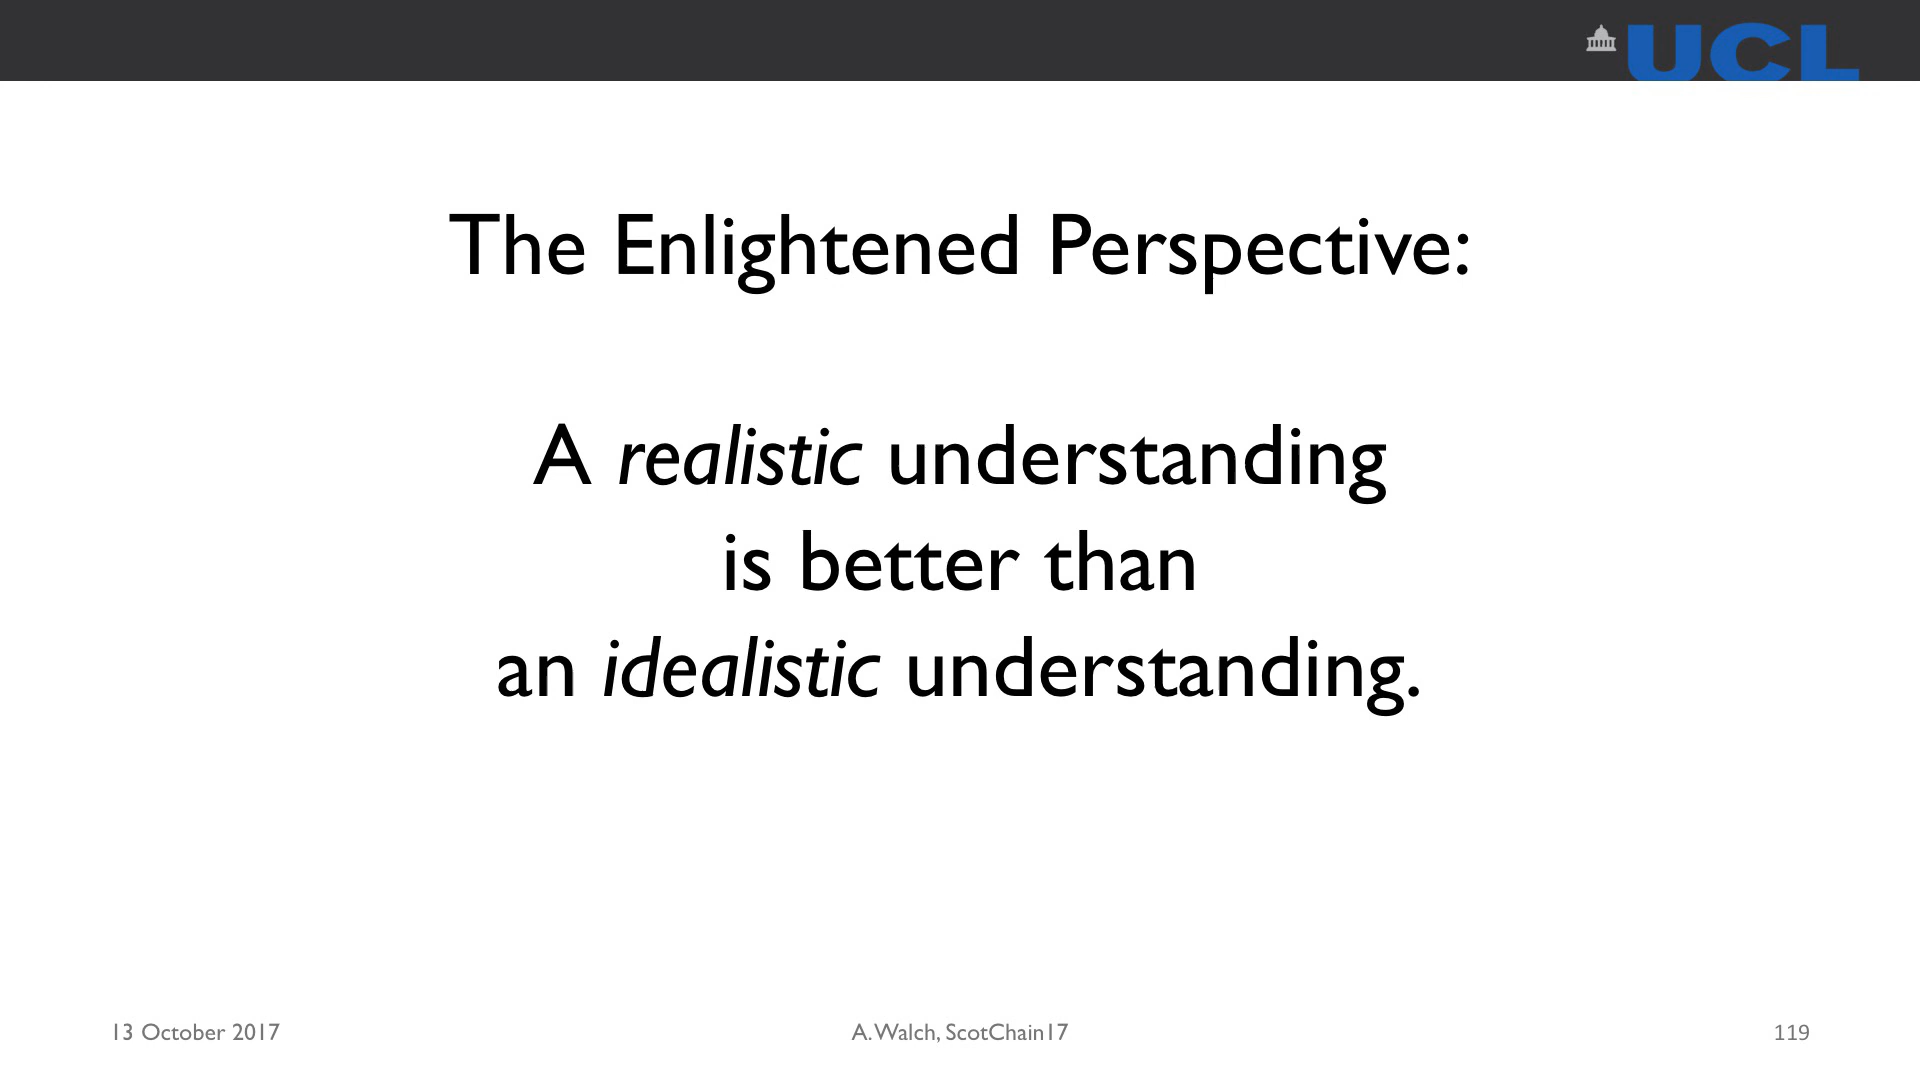 UCL
The Enlightened Perspective:
A realistic understanding
is better than
an idealistic understanding.
13 October 2017
A. Walch, ScotChain17
119